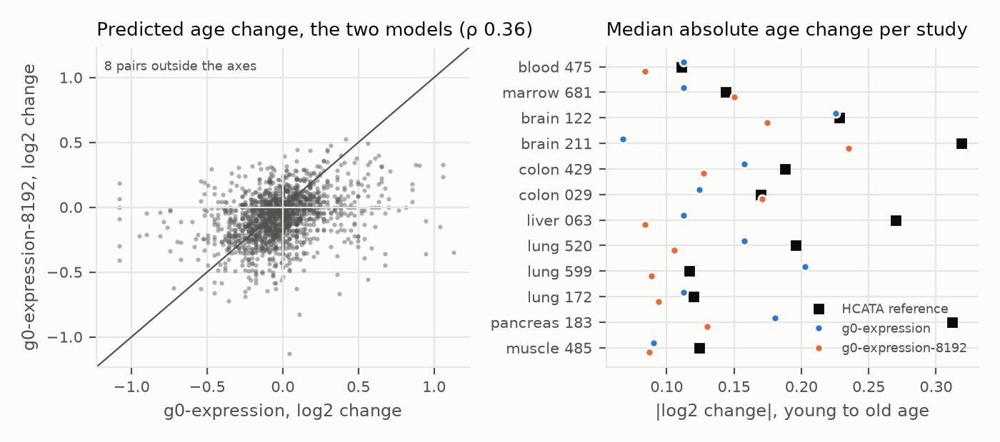 Predicted age change, the two models (ρ 0.36)
8 pairs outside the axes
g0-expression-8192, log2 change
1.0
0.5
0.0
−0.5
−1.0
−1.0
−0.5
0.0
0.5
1.0
g0-expression, log2 change
Median absolute age change per study
blood 475
marrow 681
brain 122
brain 211
colon 429
colon 029
liver 063
lung 520
lung 599
lung 172
pancreas 183
muscle 485
HCATA reference
g0-expression
g0-expression-8192
0.10
0.15
0.20
0.25
0.30
|log2 change|, young to old age